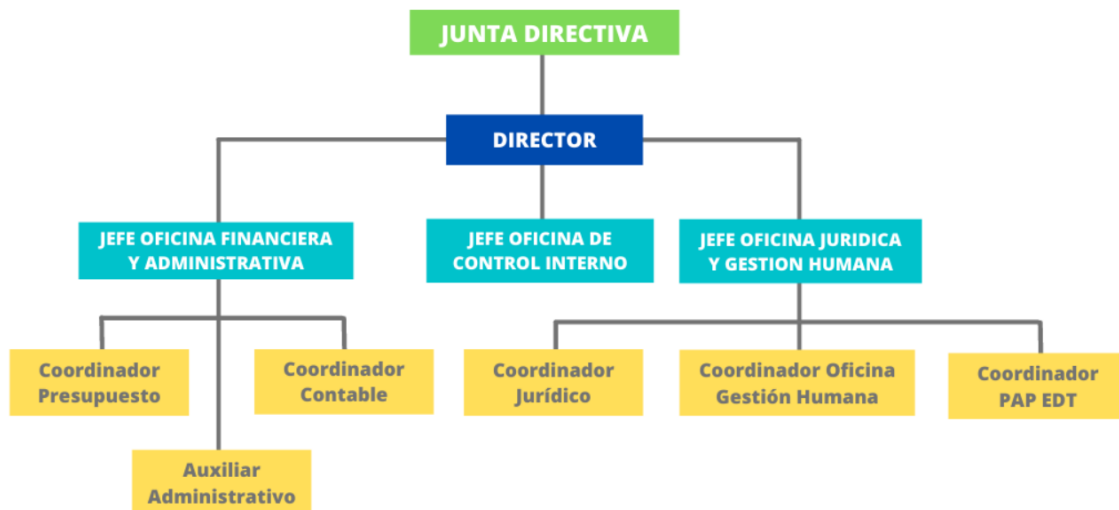 JUNTA DIRECTIVA
DIRECTOR
JEFE OFICINA FINANCIERA
Y ADMINISTRATIVA
JEFE OFICINA DE
CONTROL INTERNO
JEFE OFICINA JURIDICA
Y GESTION HUMANA
Coordinador
Presupuesto
Coordinador
Contable
Coordinador
Jurídico
Coordinador Oficina
Gestión Humana
Coordinador
PAP EDT
Auxiliar
Administrativo